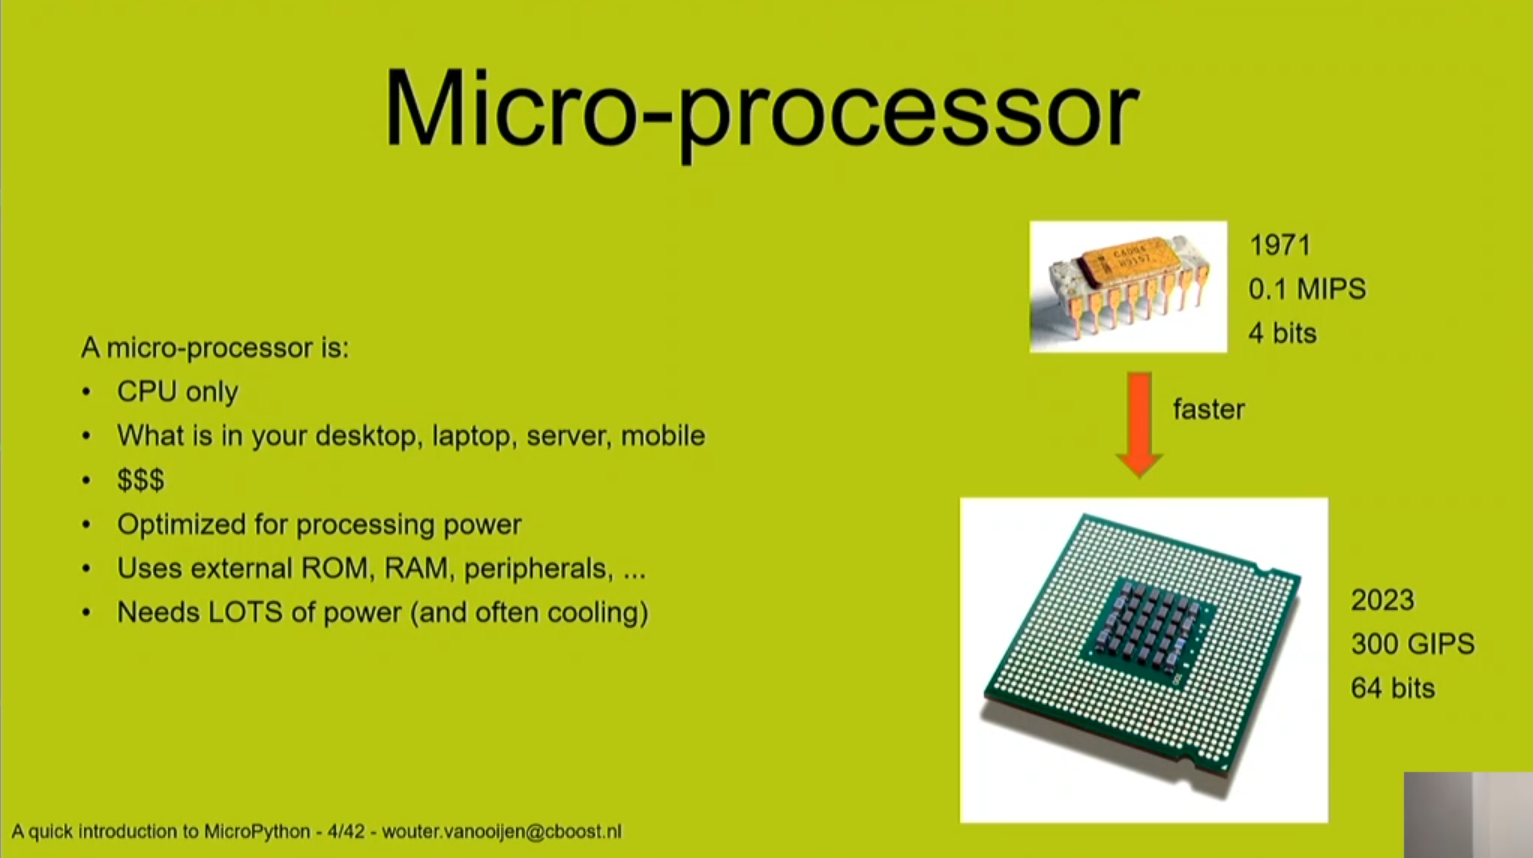 Micro-processor
A micro-processor is:
• CPU only
• What is in your desktop, laptop, server, mobile
• $$$
• Optimized for processing power
• Uses external ROM, RAM, peripherals, ...
• Needs LOTS of power (and often cooling)
C4004
1971
0.1 MIPS
4 bits
faster
2023
300 GIPS
64 bits
A quick introduction to MicroPython - 4/42 - wouter.vanooijen@cboost.nl